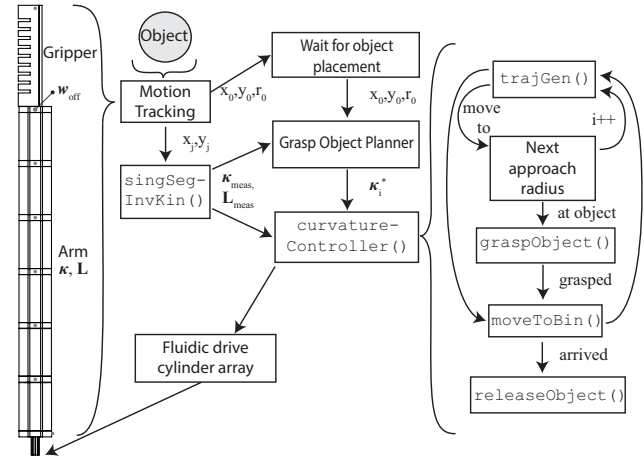 Gripper
w_off
Arm
κ, L
Object
Motion
Tracking
x_j,y_j
singSeg-
InvKin()
x_0,y_0,r_0
Wait for object
placement
x_0,y_0,r_0
Grasp Object Planner
κ_meas,
L_meas
κ_i^*
curvature-
Controller()
Fluidic drive
cylinder array
trajGen()
move
to
i++
Next
approach
radius
at object
graspObject()
grasped
moveToBin()
arrived
releaseObject()